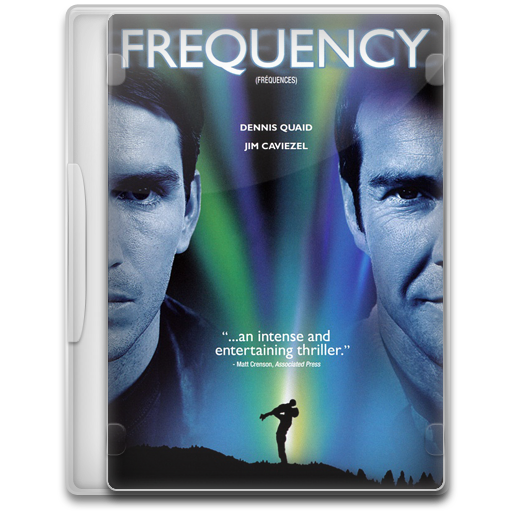 FREQUENCY
(FRÉQUENCES)
DENNIS QUAID
JIM CAVIEZEL
“...an intense and
entertaining thriller.”
- Matt Crenson, Associated Press